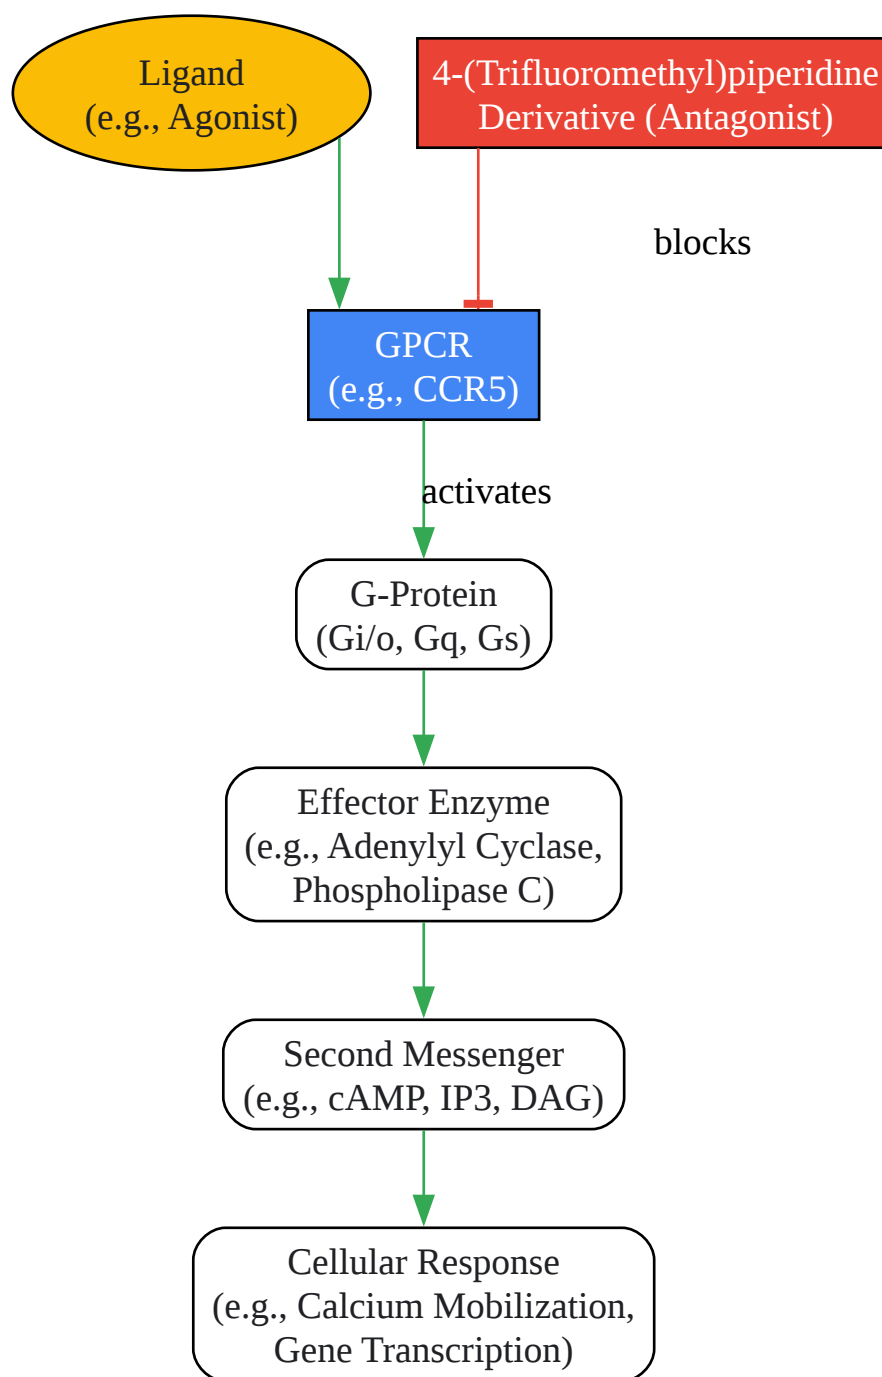 Ligand
(e.g., Agonist)
4-(Trifluoromethyl)piperidine
Derivative (Antagonist)
blocks
GPCR
(e.g., CCR5)
activates
G-Protein
(Gi/o, Gq, Gs)
Effector Enzyme
(e.g., Adenylyl Cyclase,
Phospholipase C)
Second Messenger
(e.g., cAMP, IP3, DAG)
Cellular Response
(e.g., Calcium Mobilization,
Gene Transcription)